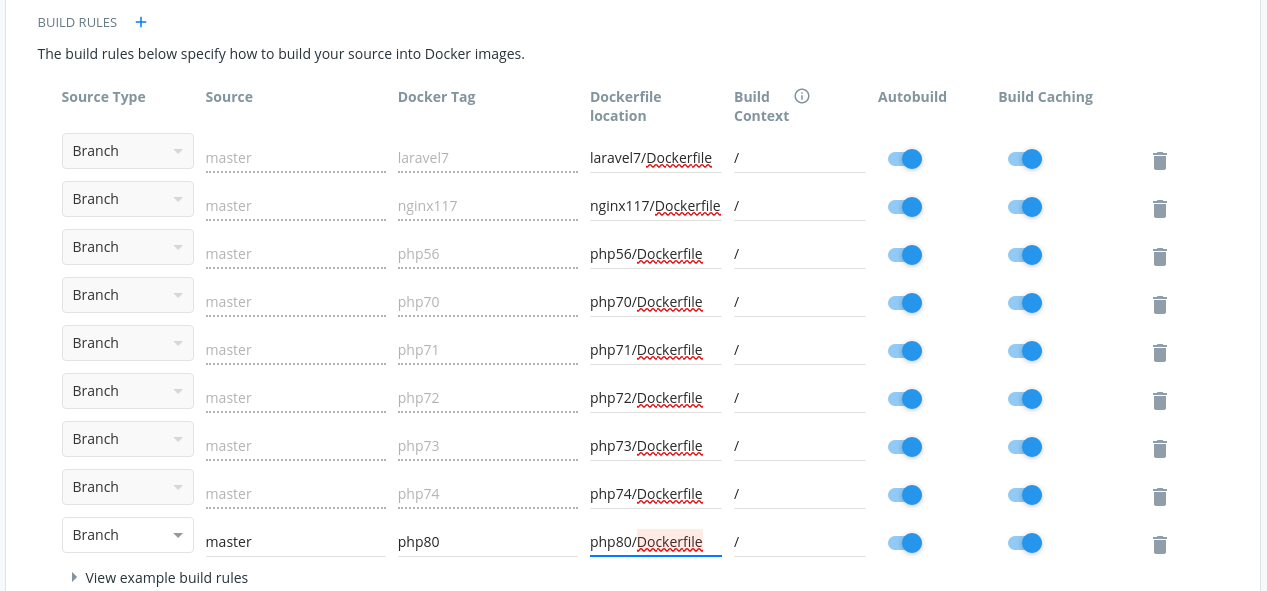 BUILD RULES +
The build rules below specify how to build your source into Docker images.
Source Type Source Docker Tag Dockerfile location Build Context Autobuild Build Caching
Branch master laravel7 laravel7/Dockerfile /
Branch master nginx117 nginx117/Dockerfile /
Branch master php56 php56/Dockerfile /
Branch master php70 php70/Dockerfile /
Branch master php71 php71/Dockerfile /
Branch master php72 php72/Dockerfile /
Branch master php73 php73/Dockerfile /
Branch master php74 php74/Dockerfile /
Branch master php80 php80/Dockerfile /
View example build rules